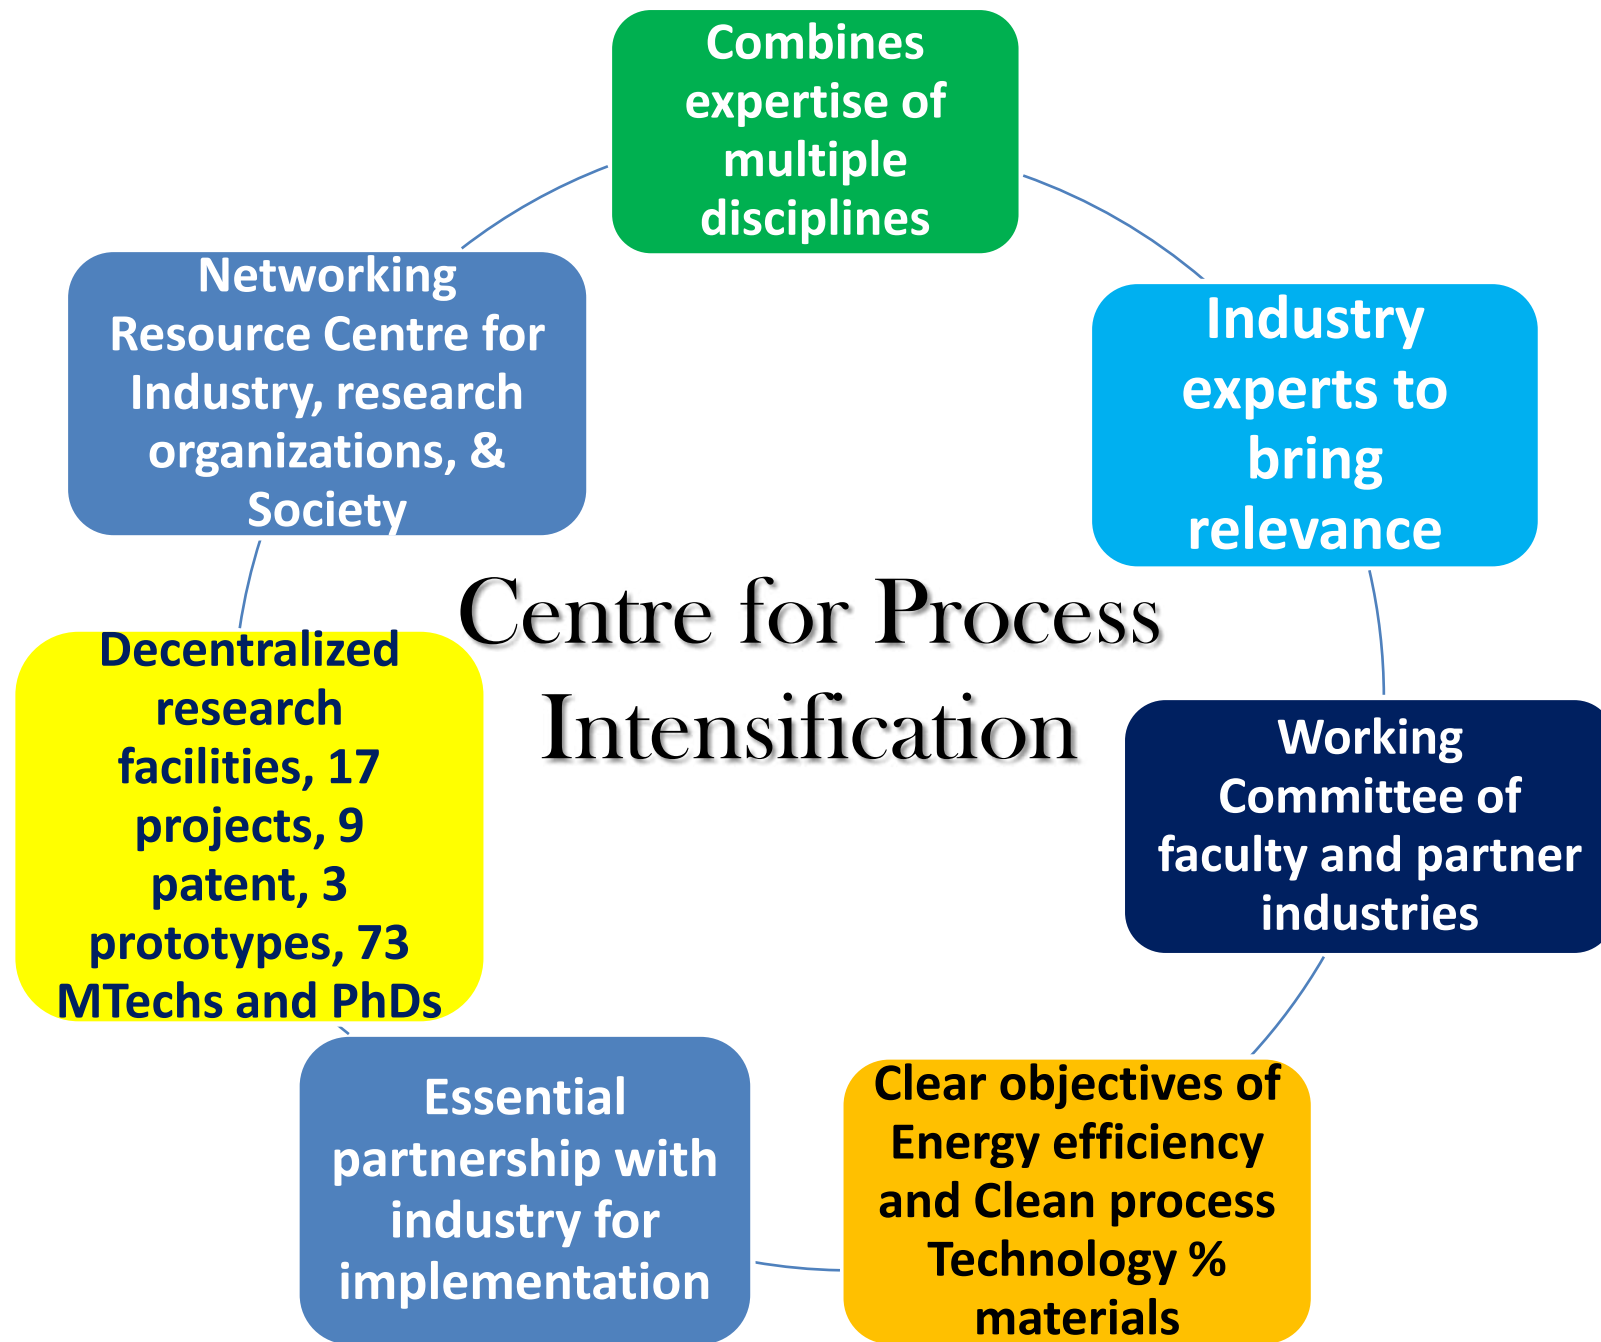 Combines
expertise of
multiple
disciplines
Industry
experts to
bring
relevance
Working
Committee of
faculty and partner
industries
Clear objectives of
Energy efficiency
and Clean process
Technology %
materials
Essential
partnership with
industry for
implementation
Decentralized
research
facilities, 17
projects, 9
patent, 3
prototypes, 73
MTechs and PhDs
Networking
Resource Centre for
Industry, research
organizations, &
Society
Centre for Process
Intensification